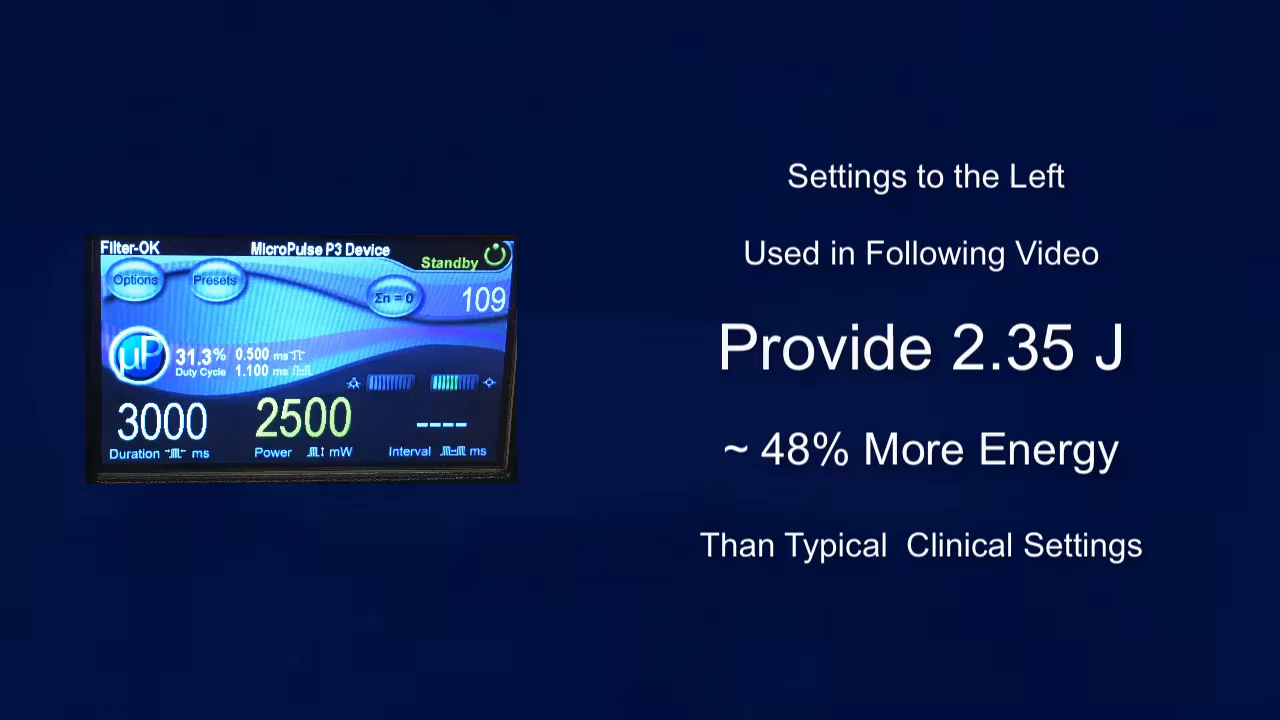 Filter-OK MicroPulse P3 Device Standby
Options Presets Σn = 0 109
µP 31.3% 0.500 ms
Duty Cycle 1.100 ms
3000 2500 ----
Duration ms Power mW Interval ms
Settings to the Left
Used in Following Video
Provide 2.35 J
~ 48% More Energy
Than Typical Clinical Settings